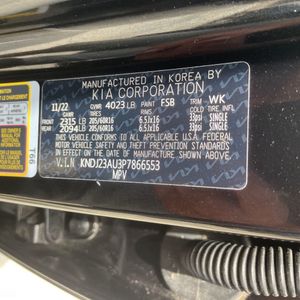 MANUFACTURED IN KOREA BY
KIA CORPORATION
11/22 GVWR 4023 LB PAINT FSB TRIM WK
GAWR TIRES RIMS COLD TIRE INFL
2315 LB 205/60R16 6.5Jx16 33psi SINGLE
2094 LB 205/60R16 6.5Jx16 33psi SINGLE
THIS VEHICLE CONFORMS TO ALL APPLICABLE U.S.A. FEDERAL
MOTOR VEHICLE SAFETY AND THEFT PREVENTION STANDARDS IN
EFFECT ON THE DATE OF MANUFACTURE SHOWN ABOVE.
V.I.N KNDJ23AU3P7866553
MPV
T66
LE CHARGEMENT